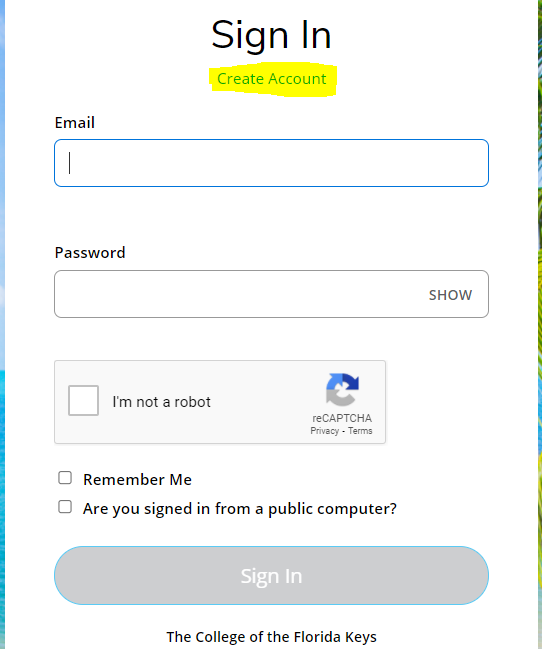 Sign In
Create Account
Email
Password
SHOW
I'm not a robot
reCAPTCHA
Privacy - Terms
Remember Me
Are you signed in from a public computer?
Sign In
The College of the Florida Keys